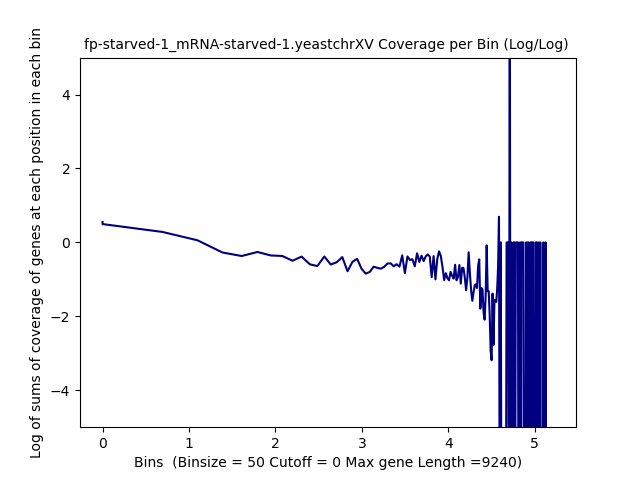 fp-starved-1_mRNA-starved-1.yeastchrXV Coverage per Bin (Log/Log)
Log of sums of coverage of genes at each position in each bin
4
2
0
−2
−4
0 1 2 3 4 5
Bins  (Binsize = 50 Cutoff = 0 Max gene Length =9240)